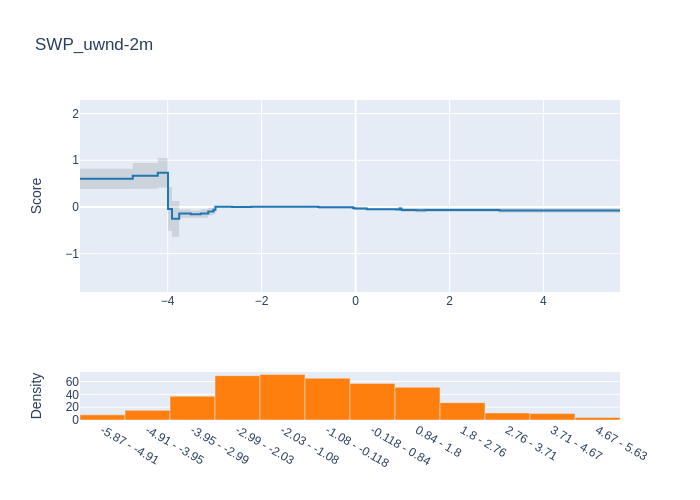 SWP_uwnd-2m
Score
2
1
0
−1
−4
−2
0
2
4
Density
60
40
20
0
-5.87 - -4.91
-4.91 - -3.95
-3.95 - -2.99
-2.99 - -2.03
-2.03 - -1.08
-1.08 - -0.118
-0.118 - 0.84
0.84 - 1.8
1.8 - 2.76
2.76 - 3.71
3.71 - 4.67
4.67 - 5.63